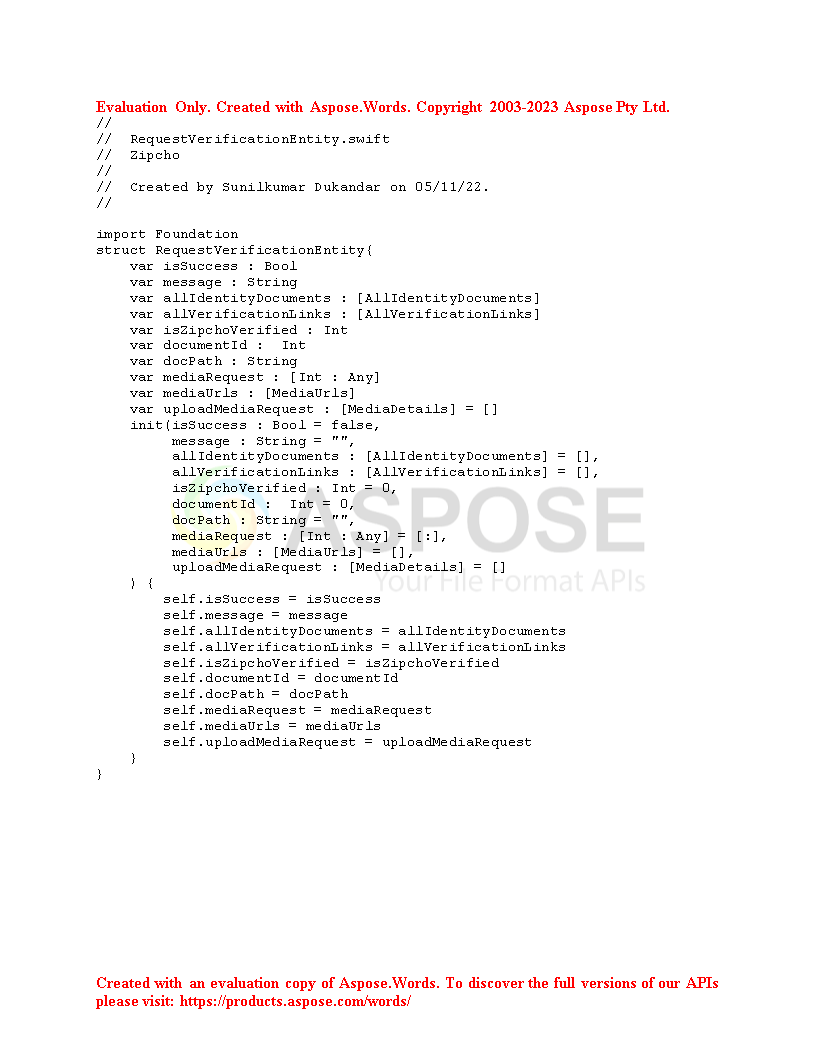 Evaluation Only. Created with Aspose.Words. Copyright 2003-2023 Aspose Pty Ltd.
//
//  RequestVerificationEntity.swift
//  Zipcho
//
//  Created by Sunilkumar Dukandar on 05/11/22.
//
import Foundation
struct RequestVerificationEntity{
    var isSuccess : Bool
    var message : String
    var allIdentityDocuments : [AllIdentityDocuments]
    var allVerificationLinks : [AllVerificationLinks]
    var isZipchoVerified : Int
    var documentId :  Int
    var docPath : String
    var mediaRequest : [Int : Any]
    var mediaUrls : [MediaUrls]
    var uploadMediaRequest : [MediaDetails] = []
    init(isSuccess : Bool = false,
         message : String = "",
         allIdentityDocuments : [AllIdentityDocuments] = [],
         allVerificationLinks : [AllVerificationLinks] = [],
         isZipchoVerified : Int = 0,
         documentId :  Int = 0,
         docPath : String = "",
         mediaRequest : [Int : Any] = [:],
         mediaUrls : [MediaUrls] = [],
         uploadMediaRequest : [MediaDetails] = []
    ) {
        self.isSuccess = isSuccess
        self.message = message
        self.allIdentityDocuments = allIdentityDocuments
        self.allVerificationLinks = allVerificationLinks
        self.isZipchoVerified = isZipchoVerified
        self.documentId = documentId
        self.docPath = docPath
        self.mediaRequest = mediaRequest
        self.mediaUrls = mediaUrls
        self.uploadMediaRequest = uploadMediaRequest
    }
}
ASPOSE
Your File Format APIs
Created with an evaluation copy of Aspose.Words. To discover the full versions of our APIs
please visit: https://products.aspose.com/words/